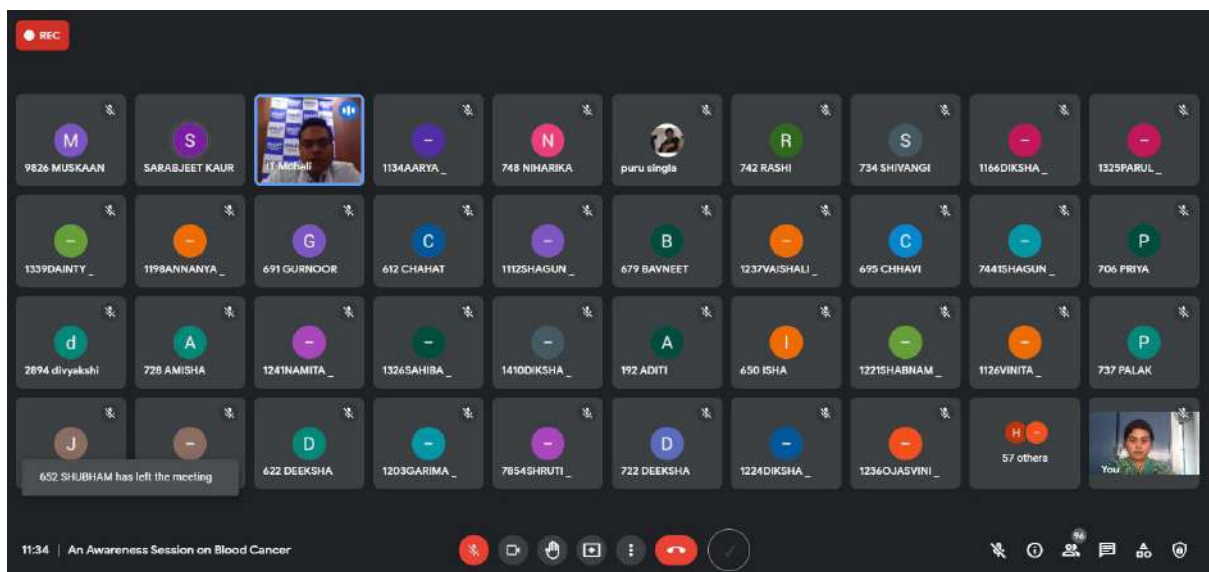 REC
M
S
N
R
S
9826 MUSKAAN
SARABJEET KAUR
IT Mohali
1134AARYA _
748 NIHARIKA
puru singla
742 RASHI
734 SHIVANGI
1166DIKSHA _
1325PARUL _
G
C
B
C
P
1339DAINTY _
1198ANNANYA _
691 GURNOOR
612 CHAHAT
1112SHAGUN _
679 BAVNEET
1237VAISHALI _
695 CHHAVI
7441SHAGUN _
706 PRIYA
d
A
A
I
P
2894 divyakshi
728 AMISHA
1241NAMITA _
1326SAHIBA _
1410DIKSHA _
192 ADITI
650 ISHA
1221SHABNAM _
1126VINITA _
737 PALAK
J
D
D
H
652 SHUBHAM has left the meeting
622 DEEKSHA
1203GARIMA _
7854SHRUTI _
722 DEEKSHA
1224DIKSHA _
1236OJASVINI _
57 others
You
11:34 | An Awareness Session on Blood Cancer
96